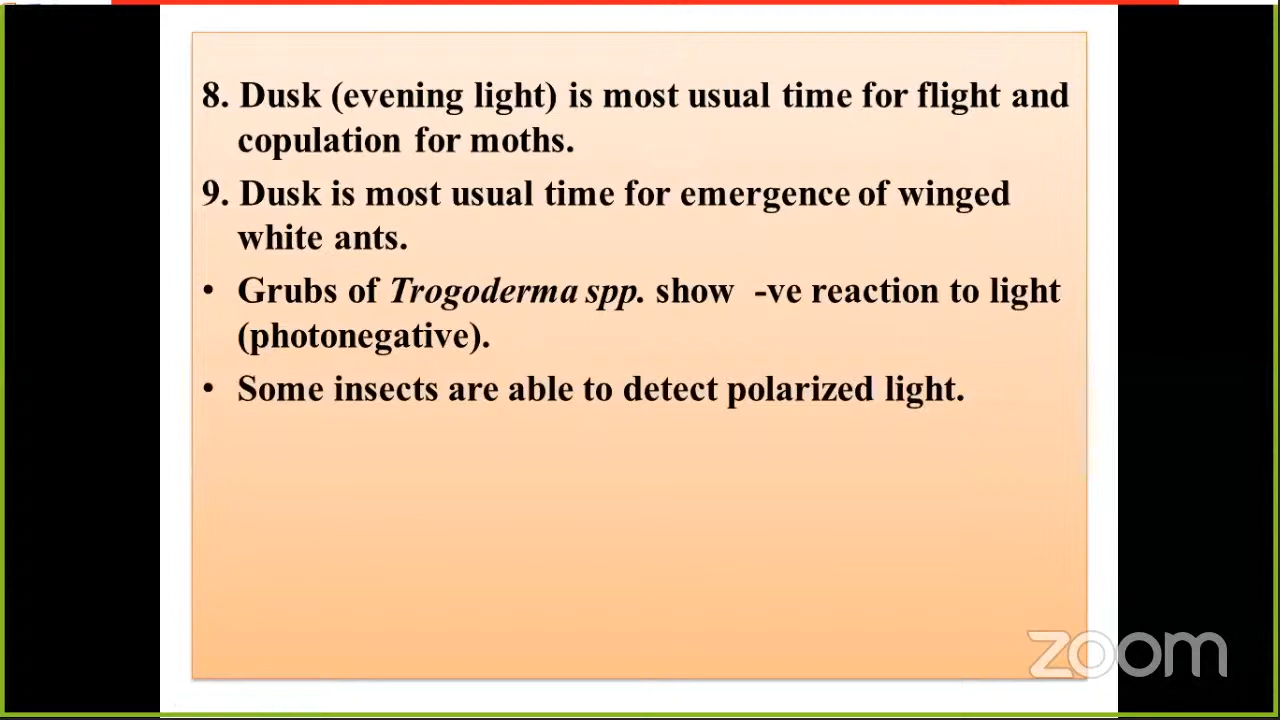 8. Dusk (evening light) is most usual time for flight and
copulation for moths.
9. Dusk is most usual time for emergence of winged
white ants.
• Grubs of Trogoderma spp. show -ve reaction to light
(photonegative).
• Some insects are able to detect polarized light.
zoom